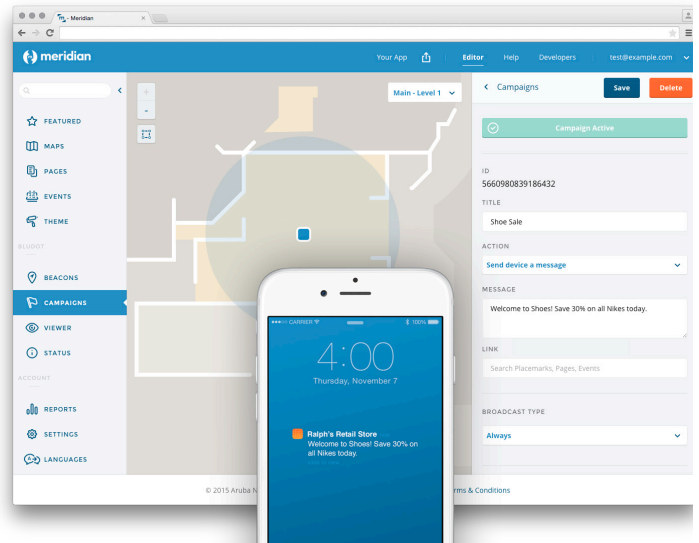 - Meridian
meridian
Your App
Editor
Help
Developers
test@example.com
FEATURED
MAPS
PAGES
EVENTS
THEME
BEACONS
CAMPAIGNS
VIEWER
STATUS
ACCOUNT
REPORTS
SETTINGS
LANGUAGES
+
-
Main - Level 1
Campaigns
Save
Delete
Campaign Active
ID
5660980839186432
TITLE
Shoe Sale
ACTION
Send device a message
MESSAGE
Welcome to Shoes! Save 30% on all Nikes today.
LINK
Search Placemarks, Pages, Events
BROADCAST TYPE
Always
CARRIER
100%
4:00
Thursday, November 7
Ralph's Retail Store
Welcome to Shoes! Save 30% on
all Nikes today.
© 2015 Aruba
& Conditions